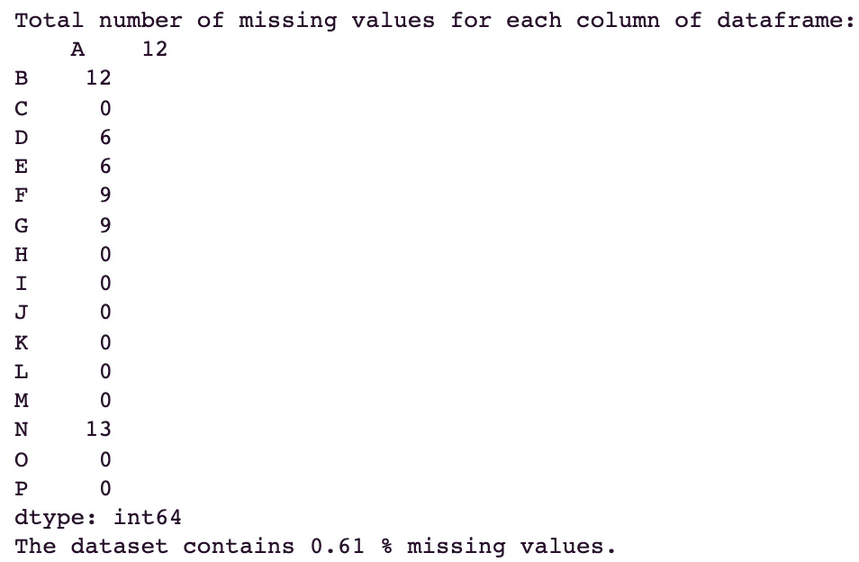 Total number of missing values for each column of dataframe:
    A    12
B    12
C     0
D     6
E     6
F     9
G     9
H     0
I     0
J     0
K     0
L     0
M     0
N    13
O     0
P     0
dtype: int64
The dataset contains 0.61 % missing values.